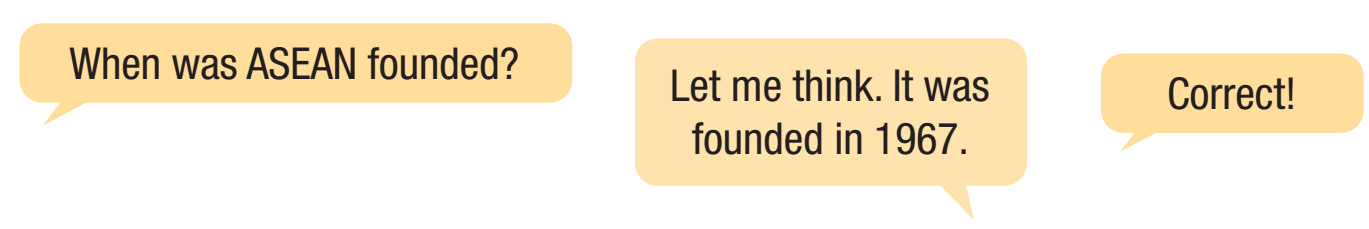 When was ASEAN founded?
Let me think. It was
founded in 1967.
Correct!